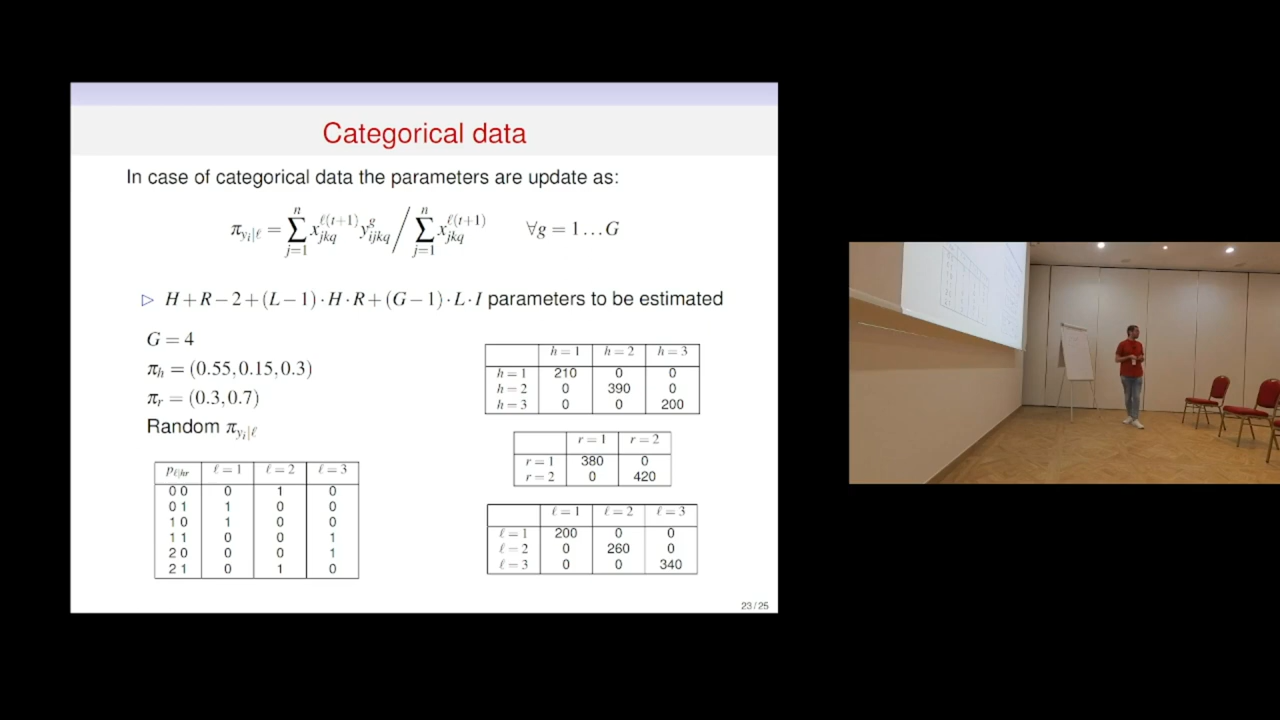 Categorical data
In case of categorical data the parameters are update as:
π_{y_i|ℓ} = \sum_{j=1}^{n} x_{jkq}^{ℓ(t+1)} y_{ijkq}^{g} / \sum_{j=1}^{n} x_{jkq}^{ℓ(t+1)} ∀g = 1…G
▷ H+R−2+(L−1)·H·R+(G−1)·L·I parameters to be estimated
G = 4
π_h = (0.55,0.15,0.3)
π_r = (0.3,0.7)
Random π_{y_i|ℓ}
p_{ℓ|hr} ℓ=1 ℓ=2 ℓ=3
0 0 0 1 0
0 1 1 0 0
1 0 1 0 0
1 1 0 0 1
2 0 0 0 1
2 1 0 1 0
h=1 h=2 h=3
h=1 210 0 0
h=2 0 390 0
h=3 0 0 200
r=1 r=2
r=1 380 0
r=2 0 420
ℓ=1 ℓ=2 ℓ=3
ℓ=1 200 0 0
ℓ=2 0 260 0
ℓ=3 0 0 340
23 / 25